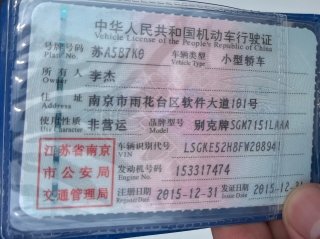 中华人民共和国机动车行驶证
Vehicle License of the People's Republic of China
号牌号码 苏A5B7K0 车辆类型 小型轿车
Plate No. Vehicle Type
所有人 李杰
Owner
住址 南京市雨花台区软件大道101号
Address
使用性质 非营运 品牌型号 别克牌SGM7151LAAA
Use Character Model
江苏省南京市公安局交通管理局
车辆识别代号 LSGKE52H8FW208941
VIN
发动机号码 153317474
Engine No.
注册日期 2015-12-31 发证日期 2015-12-31
Register Date Issue Date